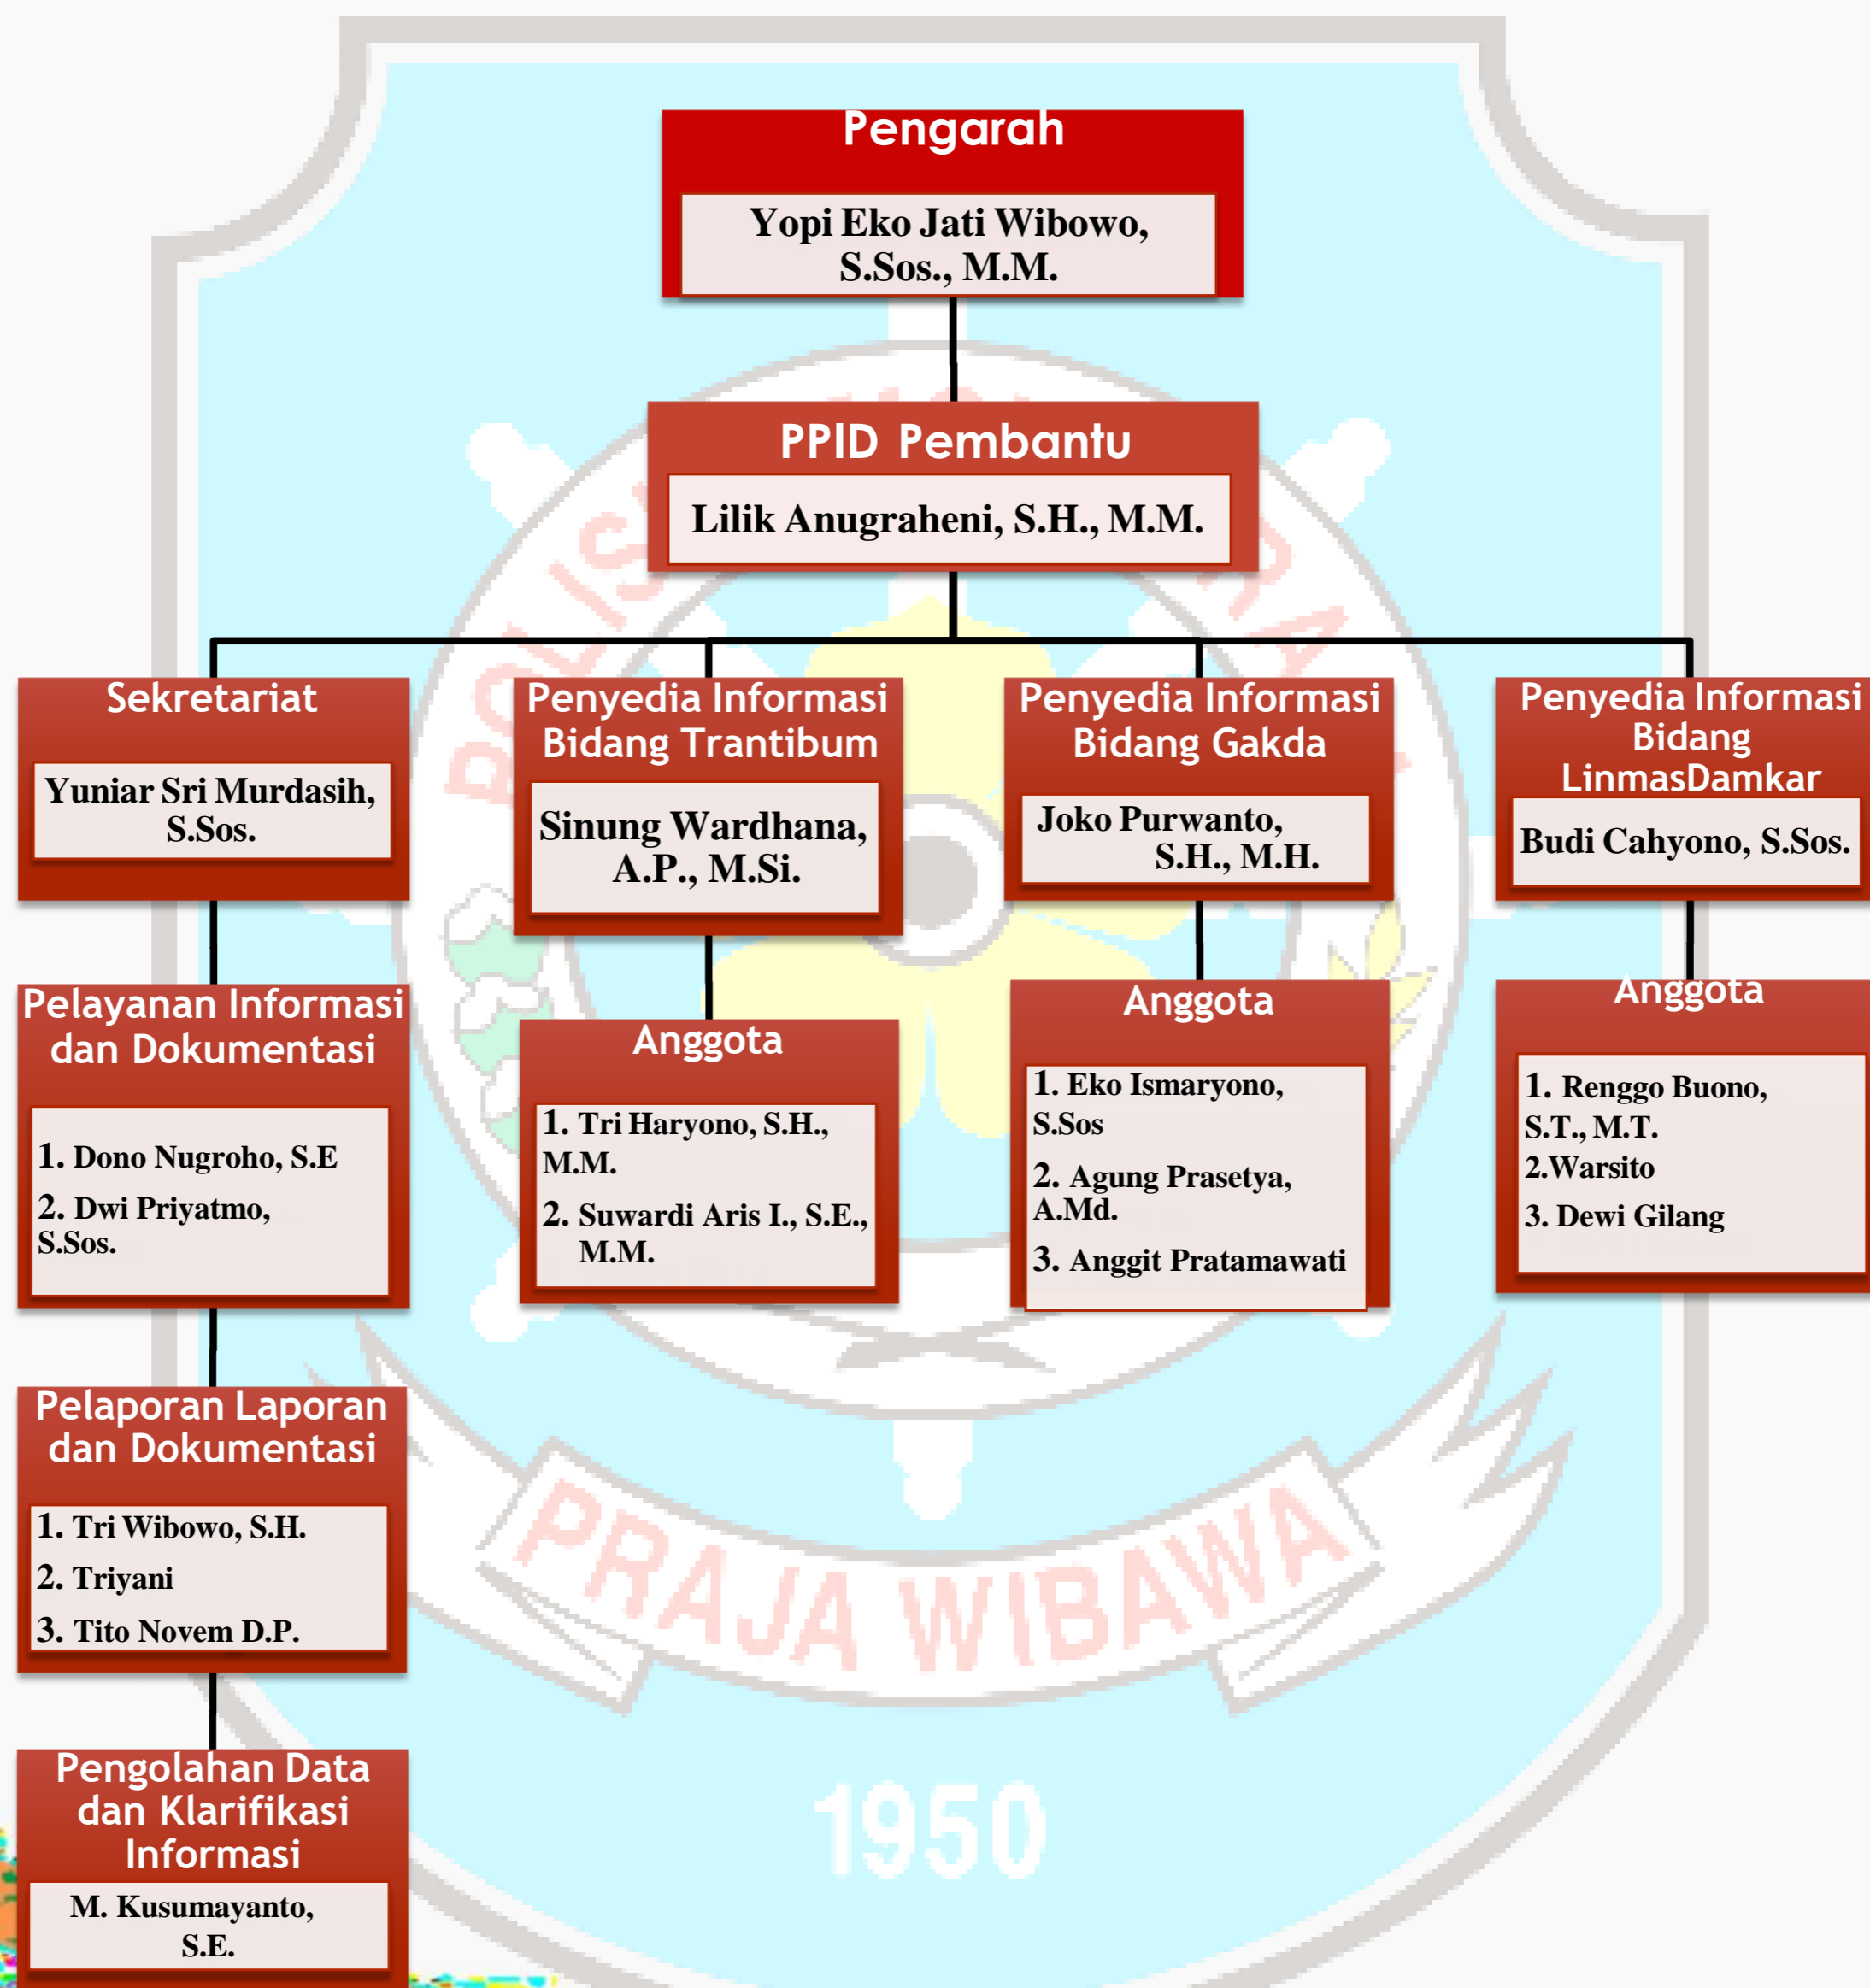 Pengarah
Yopi Eko Jati Wibowo,
S.Sos., M.M.
PPID Pembantu
Lilik Anugraheni, S.H., M.M.
Sekretariat
Yuniar Sri Murdasih,
S.Sos.
Penyedia Informasi
Bidang Trantibum
Sinung Wardhana,
A.P., M.Si.
Penyedia Informasi
Bidang Gakda
Joko Purwanto,
S.H., M.H.
Penyedia Informasi
Bidang
LinmasDamkar
Budi Cahyono, S.Sos.
Pelayanan Informasi
dan Dokumentasi
1. Dono Nugroho, S.E
2. Dwi Priyatmo,
S.Sos.
Anggota
1. Tri Haryono, S.H.,
M.M.
2. Suwardi Aris I., S.E.,
M.M.
Anggota
1. Eko Ismaryono,
S.Sos
2. Agung Prasetya,
A.Md.
3. Anggit Pratamawati
Anggota
1. Renggo Buono,
S.T., M.T.
2.Warsito
3. Dewi Gilang
Pelaporan Laporan
dan Dokumentasi
1. Tri Wibowo, S.H.
2. Triyani
3. Tito Novem D.P.
Pengolahan Data
dan Klarifikasi
Informasi
M. Kusumayanto,
S.E.
PRAJA WIBAWA
1950